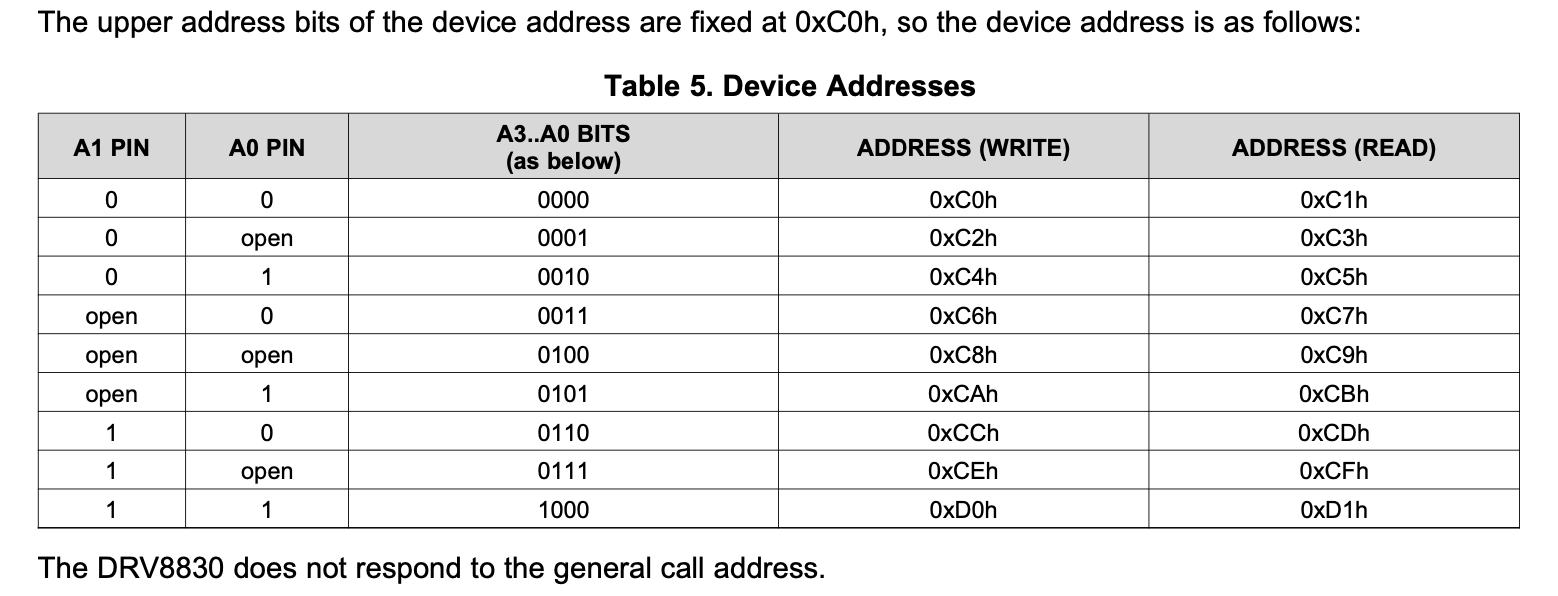 The upper address bits of the device address are fixed at 0xC0h, so the device address is as follows:
Table 5. Device Addresses
A1 PIN A0 PIN A3..A0 BITS (as below) ADDRESS (WRITE) ADDRESS (READ)
0 0 0000 0xC0h 0xC1h
0 open 0001 0xC2h 0xC3h
0 1 0010 0xC4h 0xC5h
open 0 0011 0xC6h 0xC7h
open open 0100 0xC8h 0xC9h
open 1 0101 0xCAh 0xCBh
1 0 0110 0xCCh 0xCDh
1 open 0111 0xCEh 0xCFh
1 1 1000 0xD0h 0xD1h
The DRV8830 does not respond to the general call address.